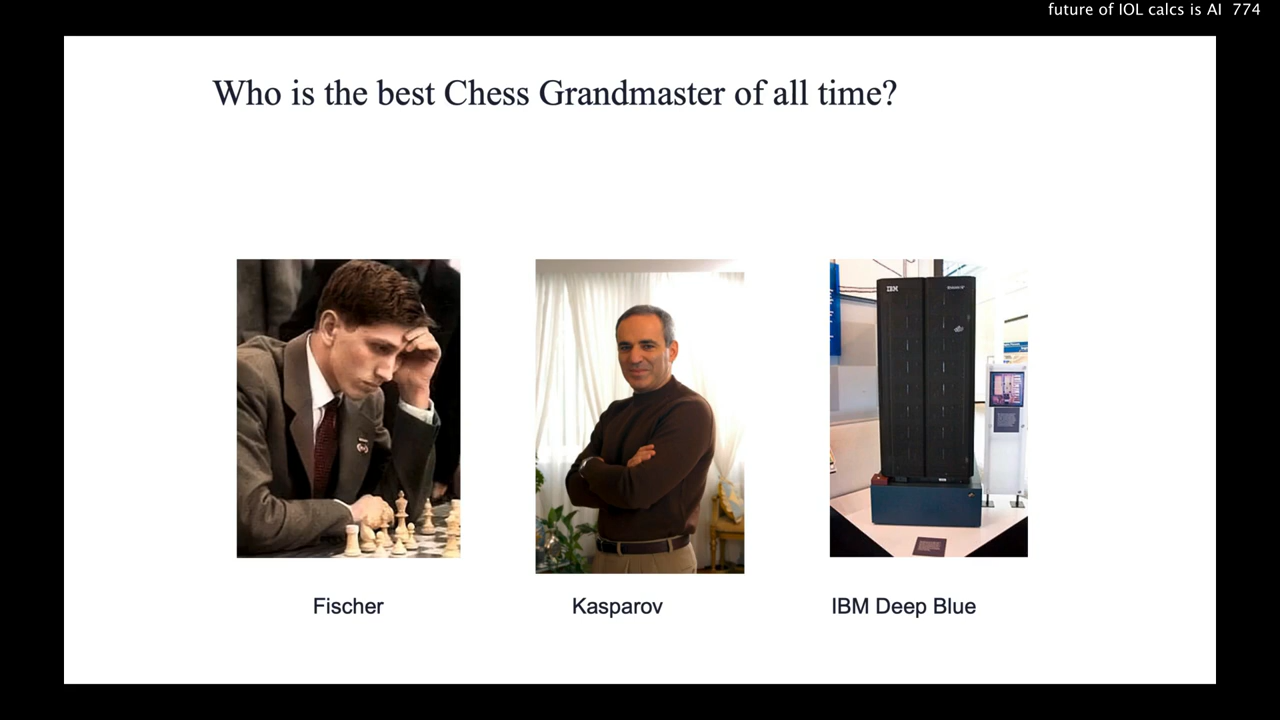 future of IOL calcs is AI 774
Who is the best Chess Grandmaster of all time?
IBM
Fischer
Kasparov
IBM Deep Blue